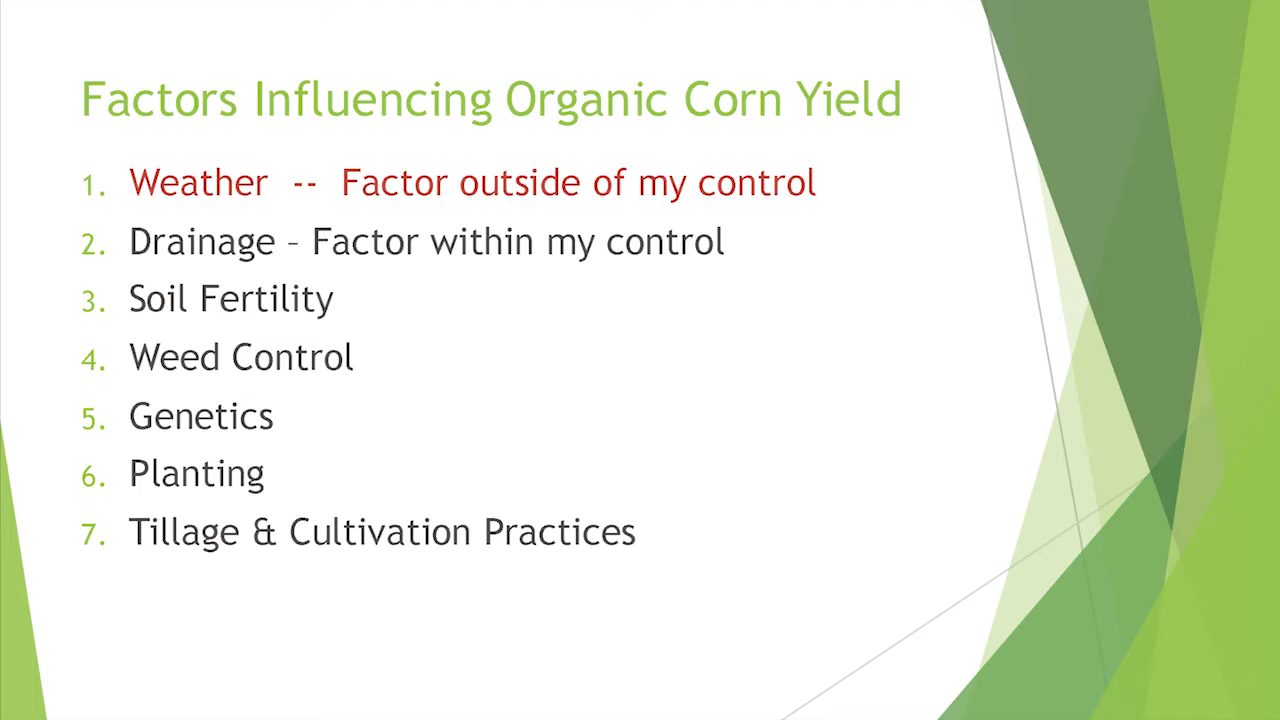 Factors Influencing Organic Corn Yield
1. Weather -- Factor outside of my control
2. Drainage – Factor within my control
3. Soil Fertility
4. Weed Control
5. Genetics
6. Planting
7. Tillage & Cultivation Practices